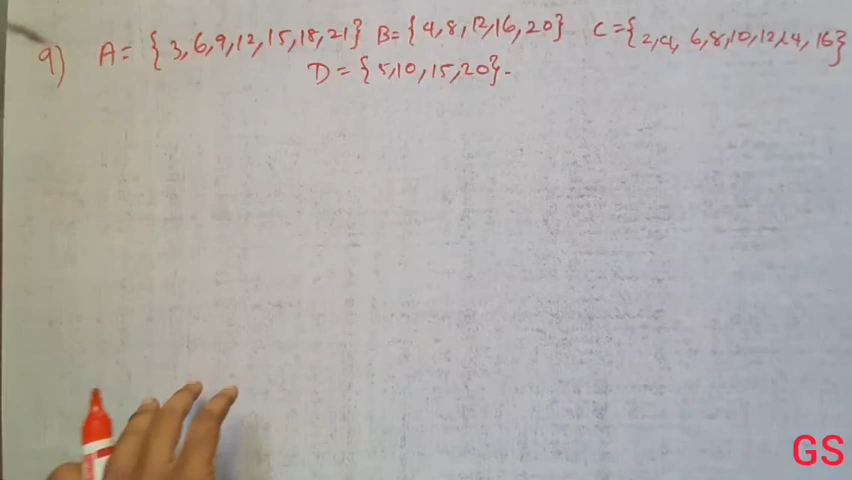 9) A = {3,6,9,12,15,18,21} B= {4,8,12,16,20} C={2,4, 6,8,10,12,14,16}
D = {5,10,15,20}.
GS